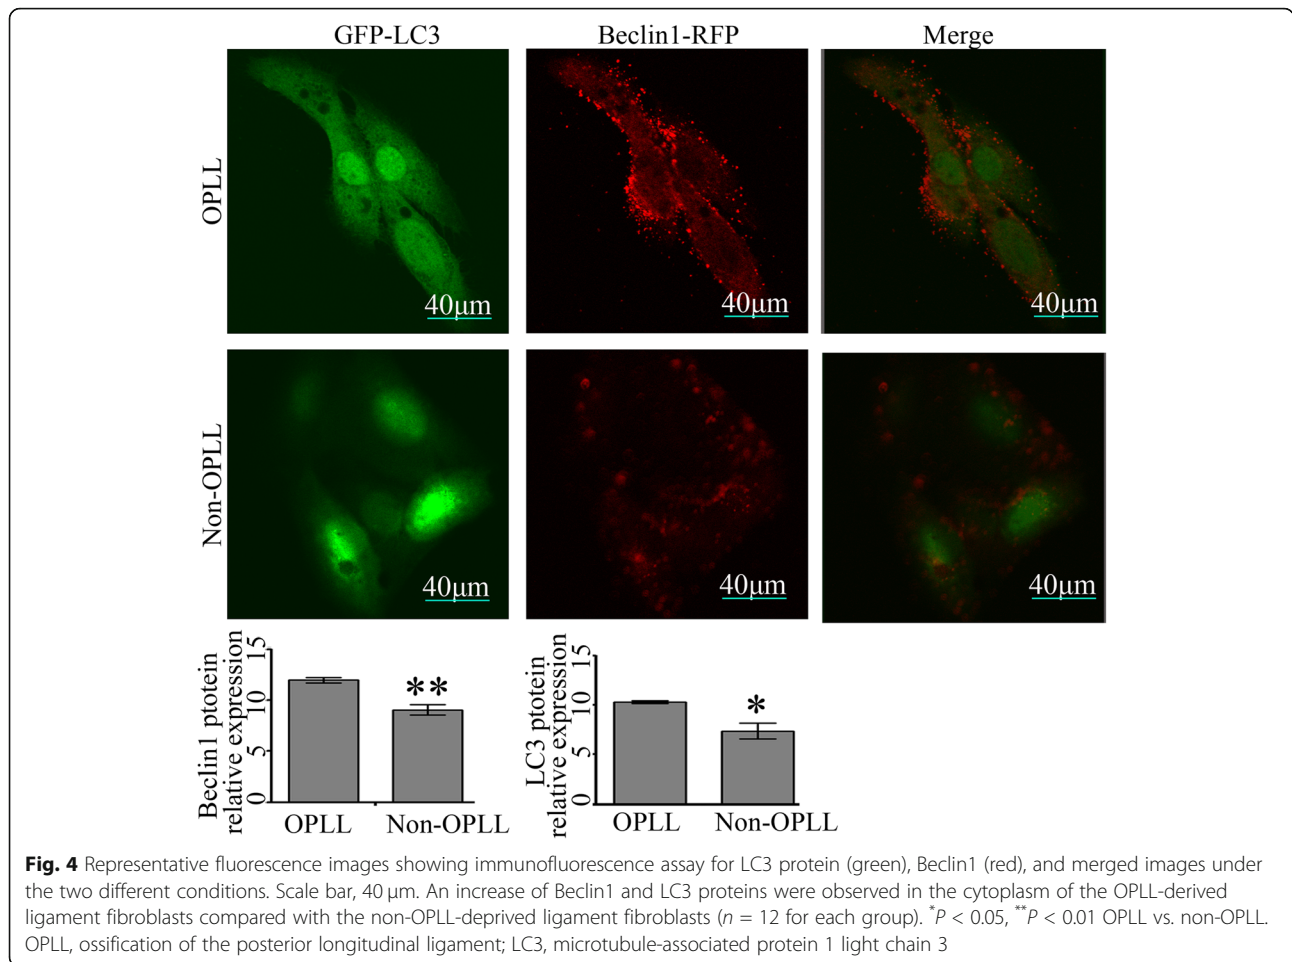 GFP-LC3 Beclin1-RFP Merge
OPLL
40μm 40μm 40μm
Non-OPLL
40μm 40μm 40μm
Beclin1 ptotein
relative expression
15
10
5
0
**
OPLL Non-OPLL
LC3 ptotein
relative expression
15
10
5
0
*
OPLL Non-OPLL
Fig. 4 Representative fluorescence images showing immunofluorescence assay for LC3 protein (green), Beclin1 (red), and merged images under
the two different conditions. Scale bar, 40 μm. An increase of Beclin1 and LC3 proteins were observed in the cytoplasm of the OPLL-derived
ligament fibroblasts compared with the non-OPLL-deprived ligament fibroblasts (n = 12 for each group). *P < 0.05, **P < 0.01 OPLL vs. non-OPLL.
OPLL, ossification of the posterior longitudinal ligament; LC3, microtubule-associated protein 1 light chain 3